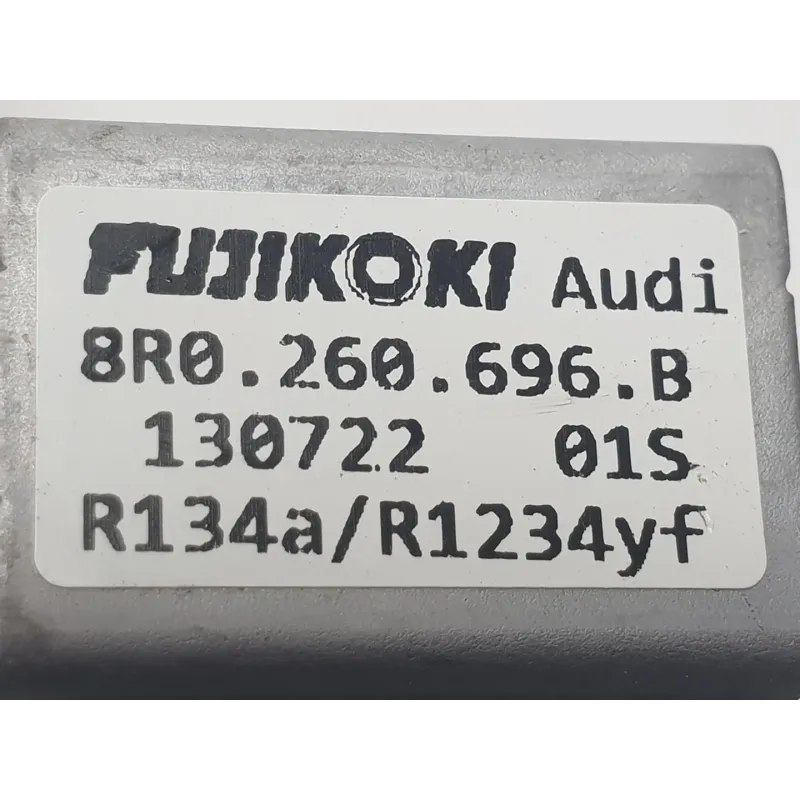 FUJIKOKI Audi
8R0.260.696.B
130722 01S
R134a/R1234yf